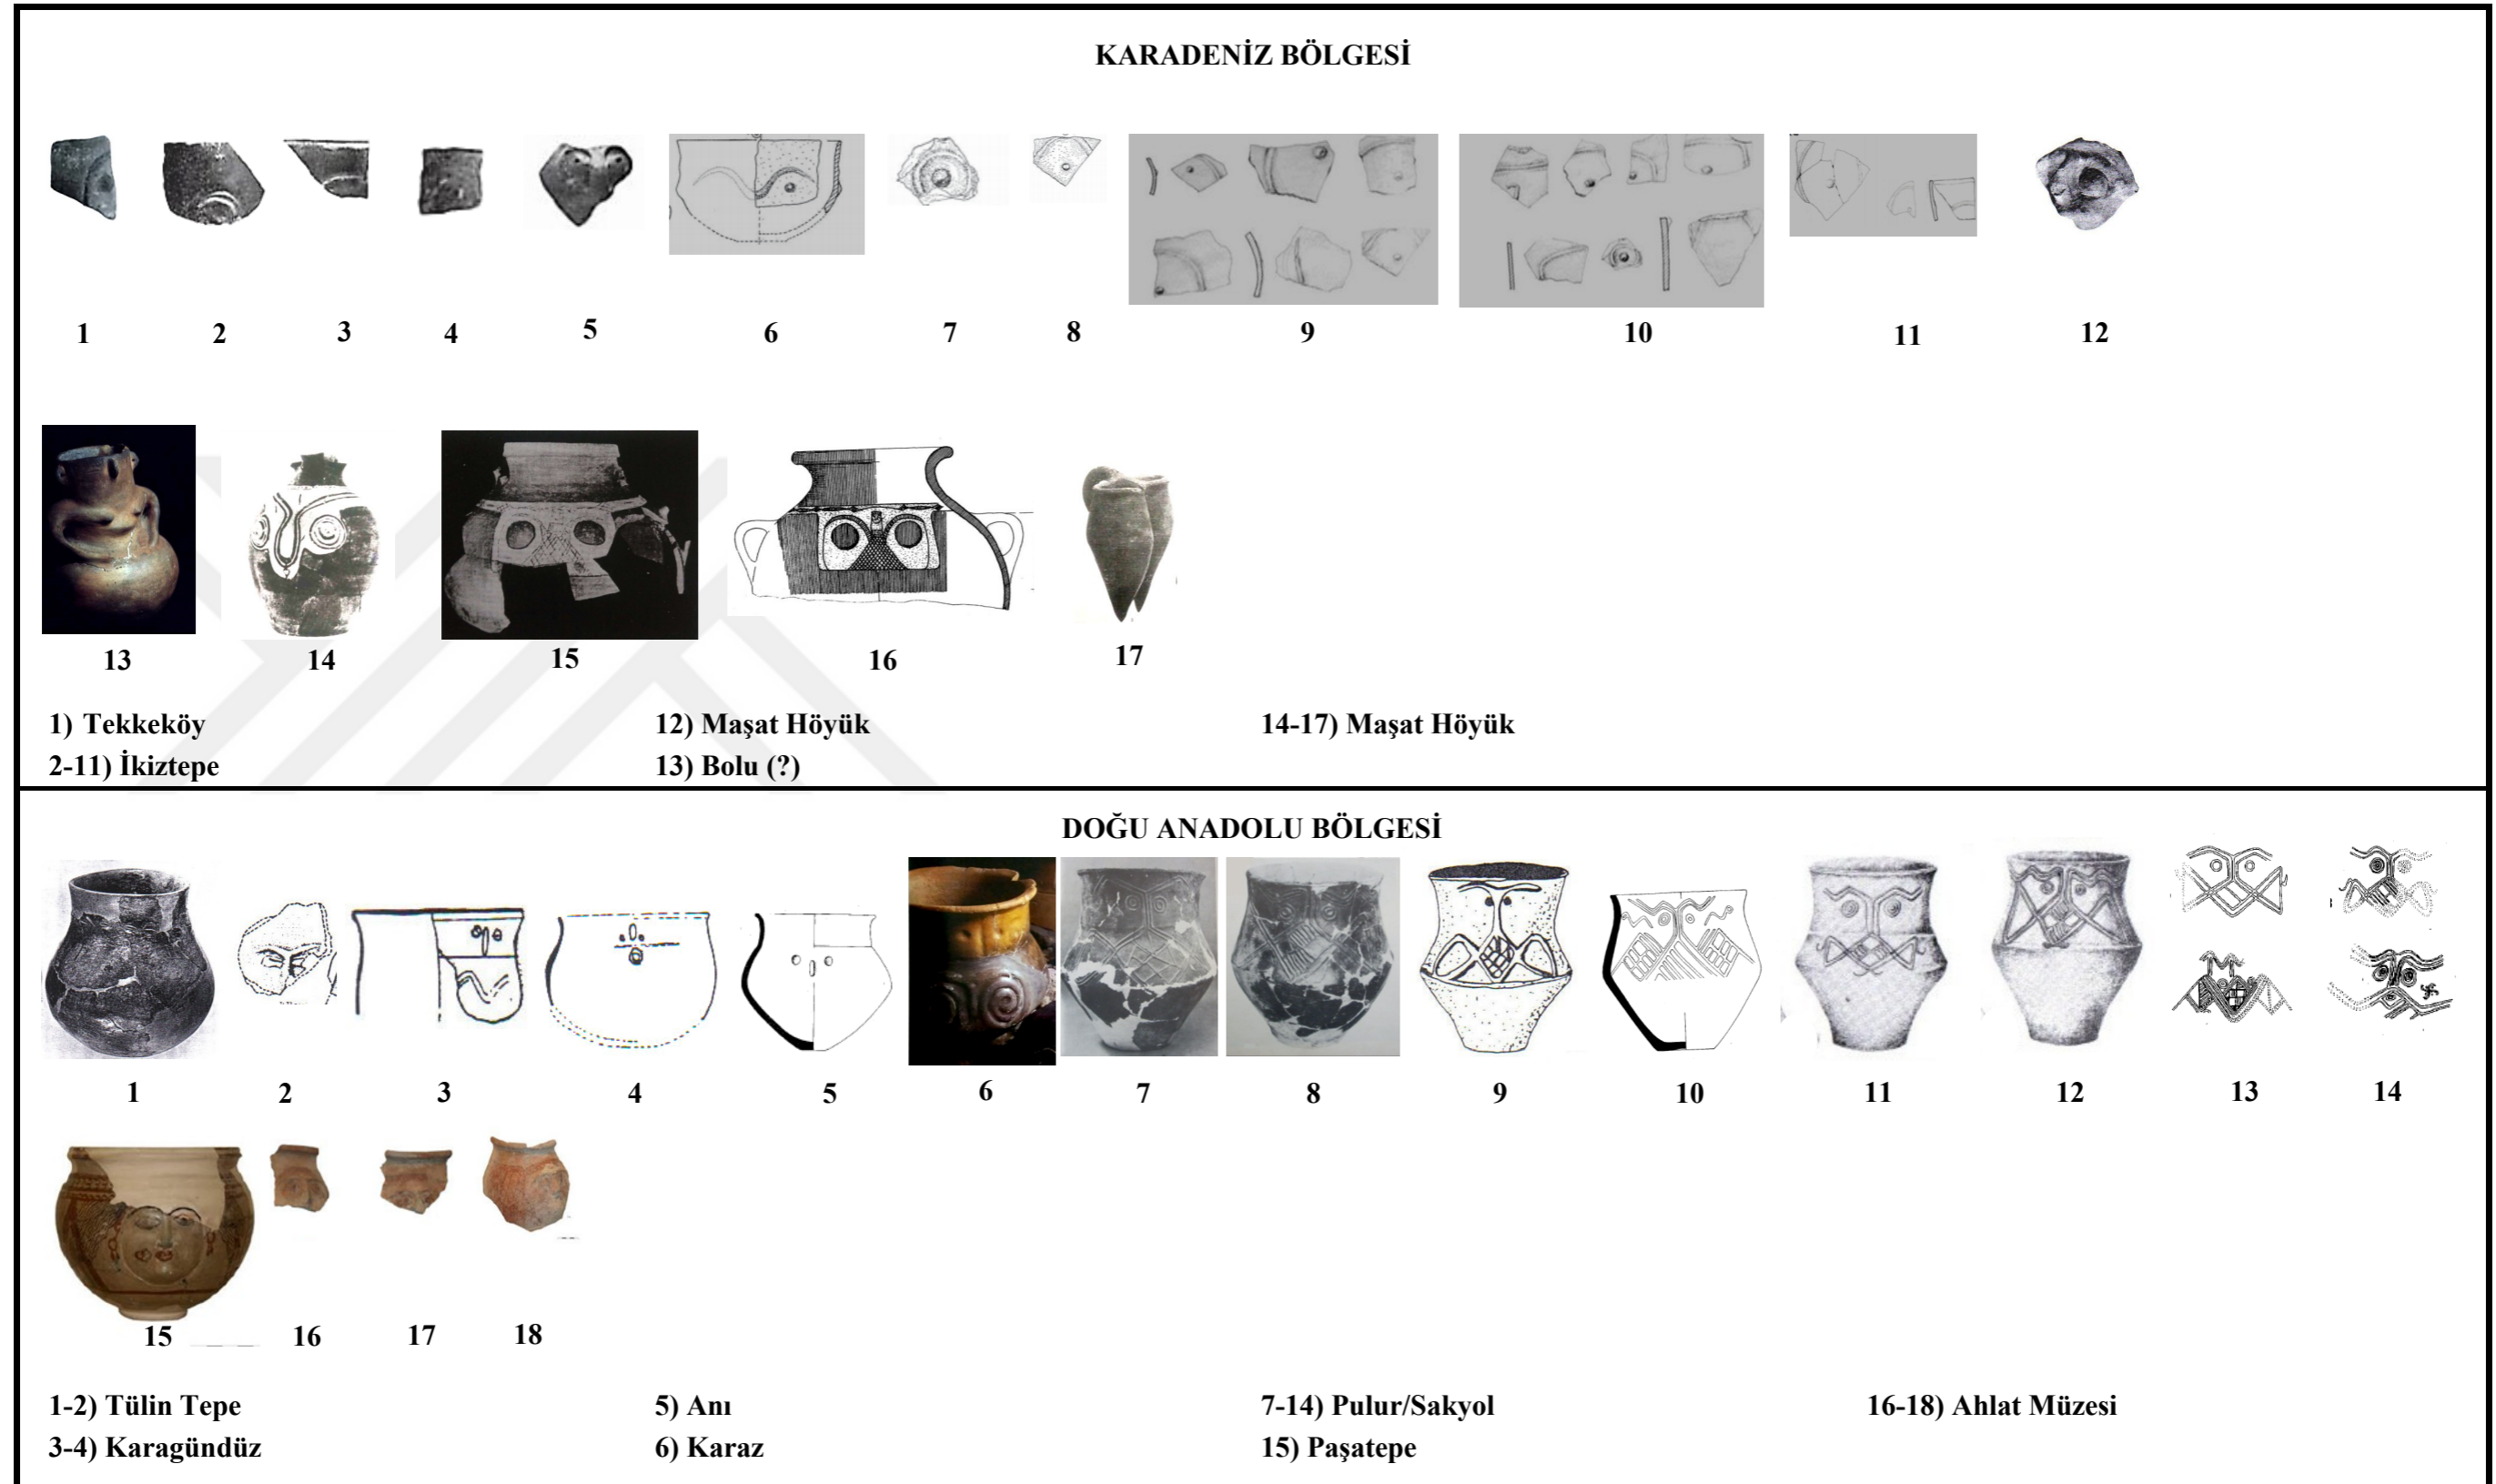 KARADENİZ BÖLGESİ
1 2 3 4 5 6 7 8 9 10 11 12
13 14 15 16 17
1) Tekkeköy 12) Maşat Höyük 14-17) Maşat Höyük
2-11) İkiztepe 13) Bolu (?)
DOĞU ANADOLU BÖLGESİ
1 2 3 4 5 6 7 8 9 10 11 12 13 14
15 16 17 18
1-2) Tülin Tepe 5) Anı 7-14) Pulur/Sakyol 16-18) Ahlat Müzesi
3-4) Karagündüz 6) Karaz 15) Paşatepe